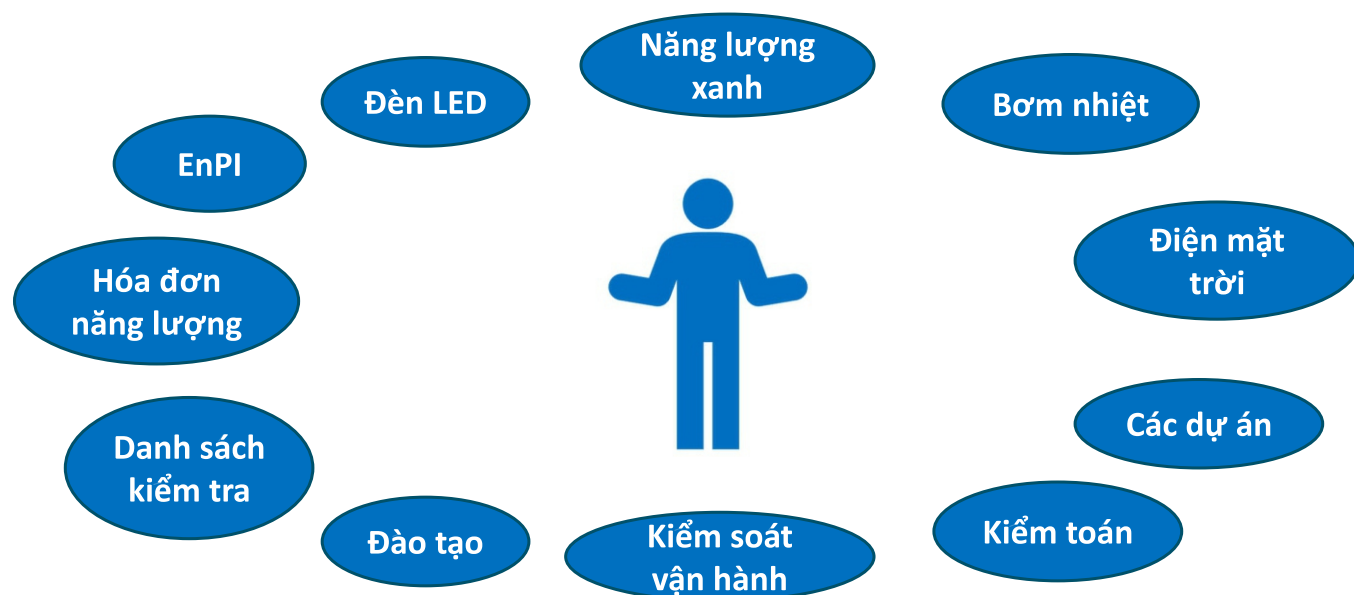 Năng lượng
xanh
Đèn LED
Bơm nhiệt
EnPI
Điện mặt
trời
Hóa đơn
năng lượng
Các dự án
Danh sách
kiểm tra
Kiểm toán
Đào tạo
Kiểm soát
vận hành